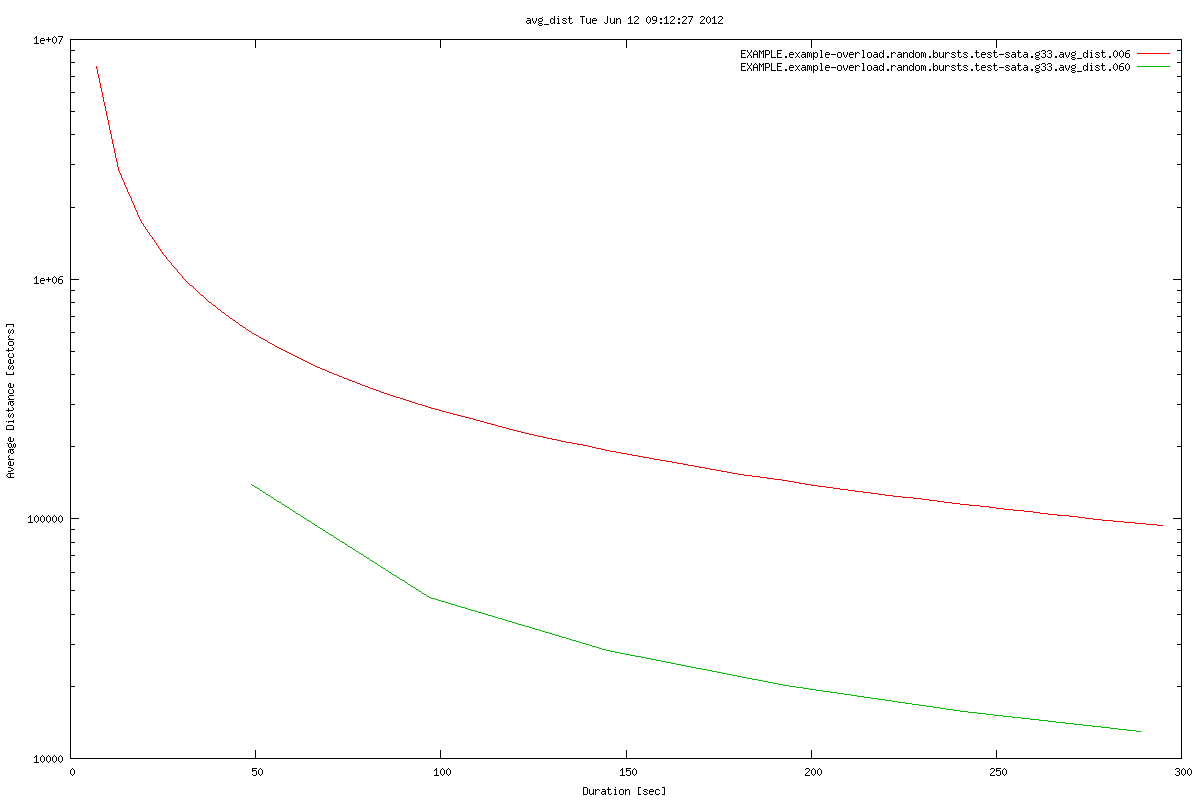 avg_dist Tue Jun 12 09:12:27 2012
1e+07
EXAMPLE.example-overload.random.bursts.test-sata.g33.avg_dist.006
EXAMPLE.example-overload.random.bursts.test-sata.g33.avg_dist.060
1e+06
Average Distance [sectors]
100000
10000
0 50 100 150 200 250 300
Duration [sec]